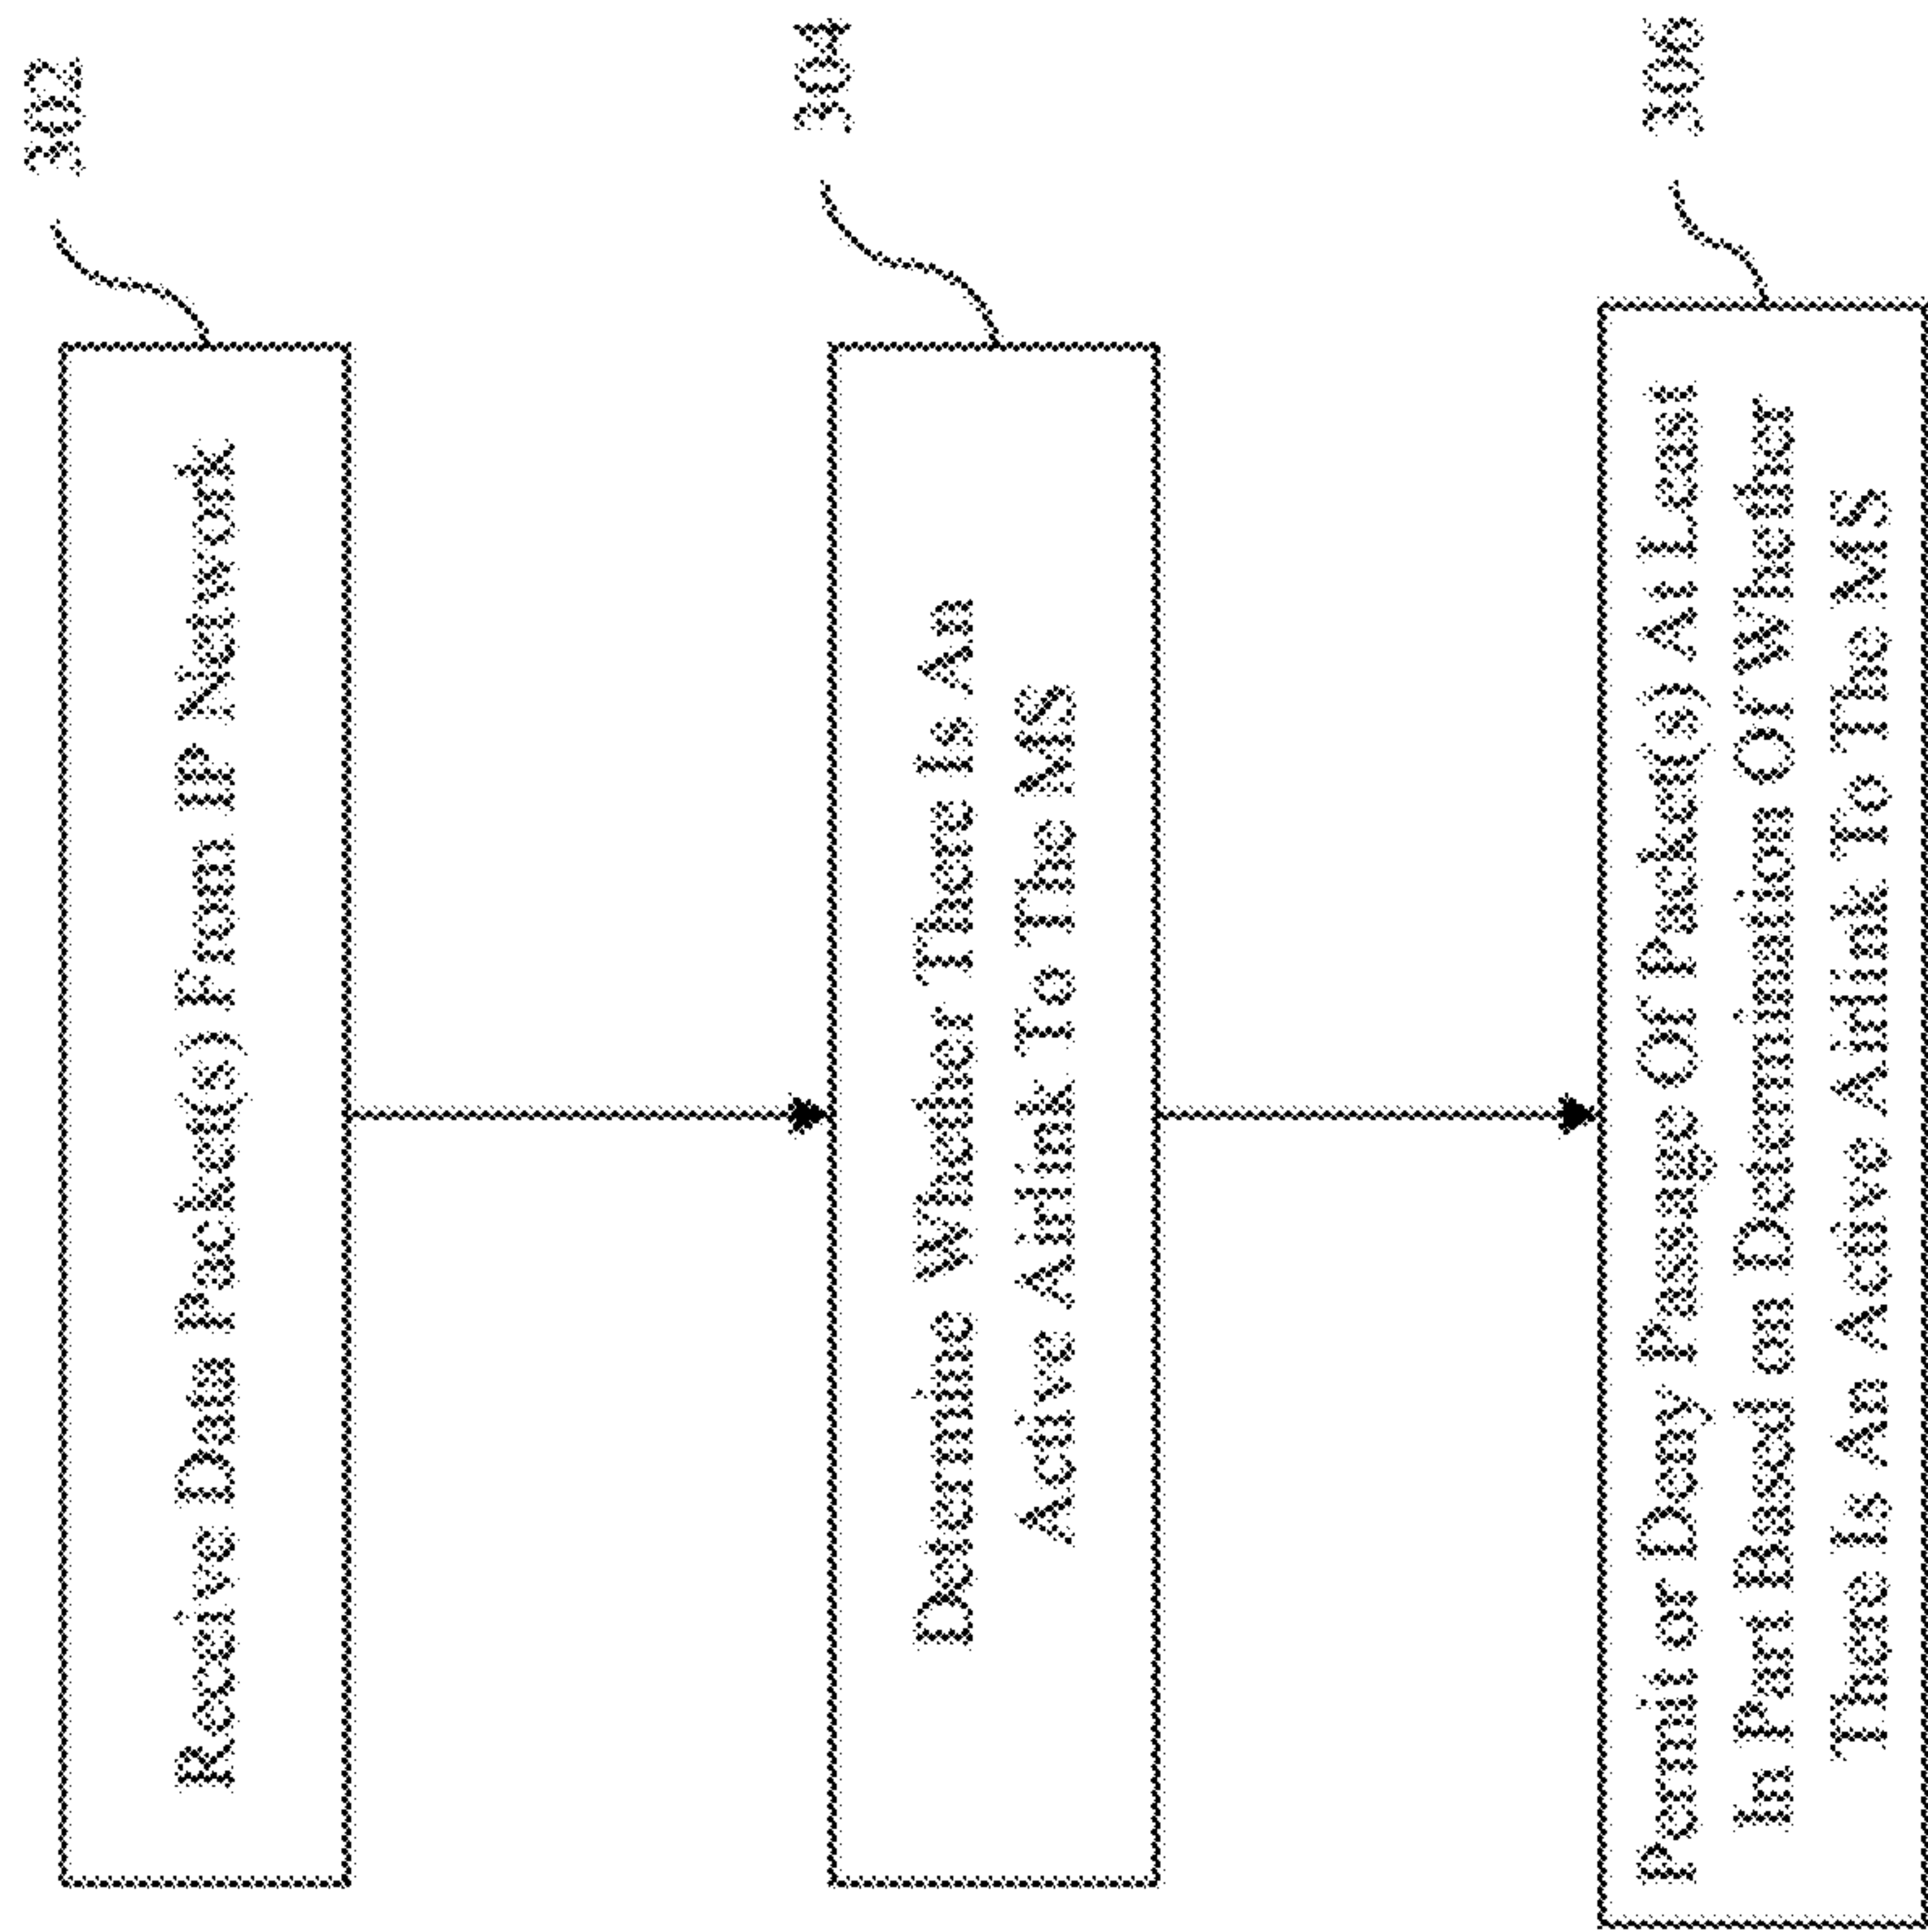 302
Receive Data Packet(s) From IP Network
304
Determine Whether There Is An
Active Airlink To The MS
306
Permit or Deny Passage Of Packet(s) At Least
In Part Based on Determination Of Whether
There Is An Active Airlink To The MS